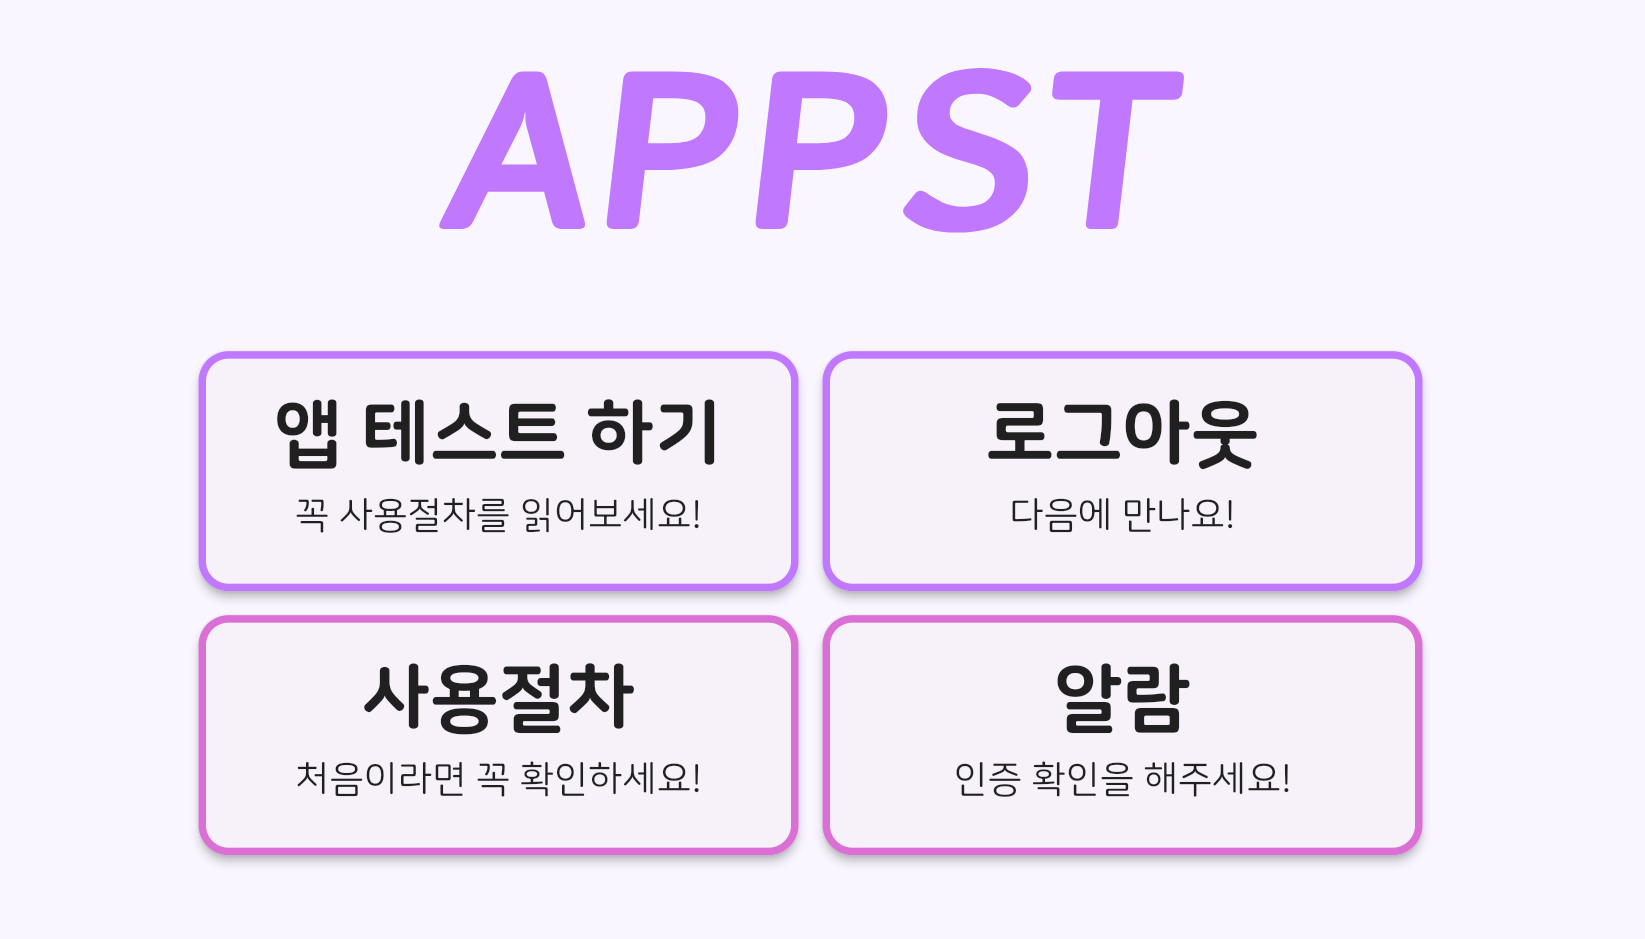 APPST
앱 테스트 하기
꼭 사용절차를 읽어보세요!
로그아웃
다음에 만나요!
사용절차
처음이라면 꼭 확인하세요!
알람
인증 확인을 해주세요!